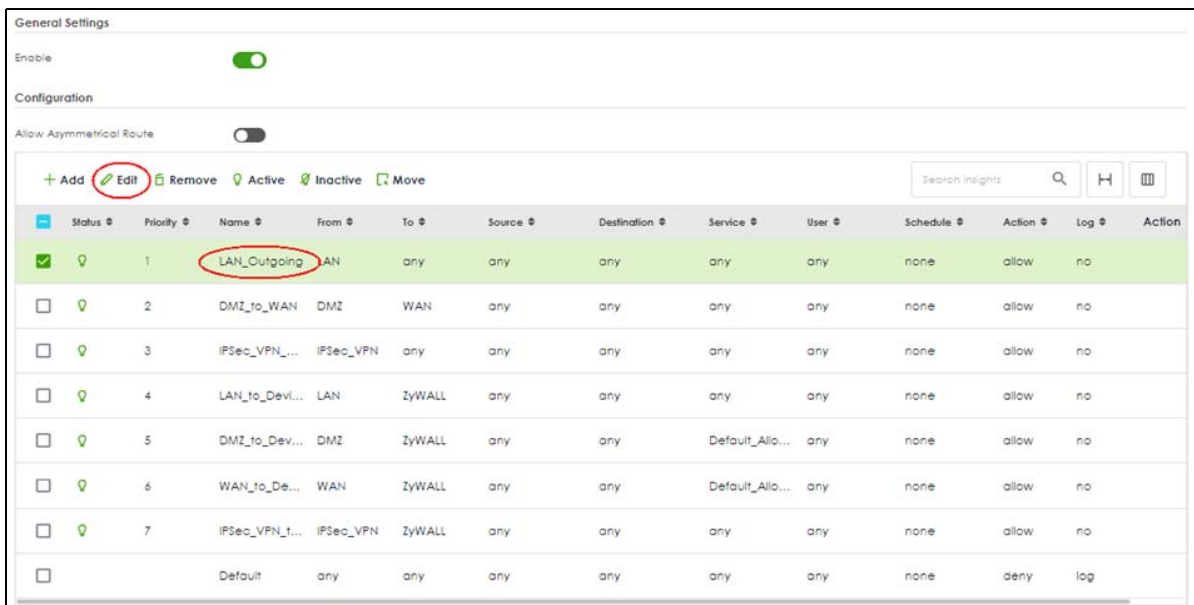 General Settings
Enable
Configuration
Allow Asymmetrical Route
Add Edit Remove Active Inactive Move Search insights
Status Priority Name From To Source Destination Service User Schedule Action Log Action
1 LAN_Outgoing LAN any any any any any none allow no
2 DMZ_to_WAN DMZ WAN any any any any none allow no
3 IPSec_VPN_... IPSec_VPN any any any any any none allow no
4 LAN_to_Devi... LAN ZyWALL any any any any none allow no
5 DMZ_to_Dev... DMZ ZyWALL any any Default_Allo... any none allow no
6 WAN_to_De... WAN ZyWALL any any Default_Allo... any none allow no
7 IPSec_VPN_t... IPSec_VPN ZyWALL any any any any none allow no
Default any any any any any any none deny log